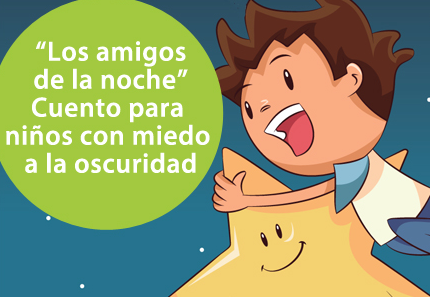 “Los amigos
de la noche”
Cuento para
niños con miedo
a la oscuridad